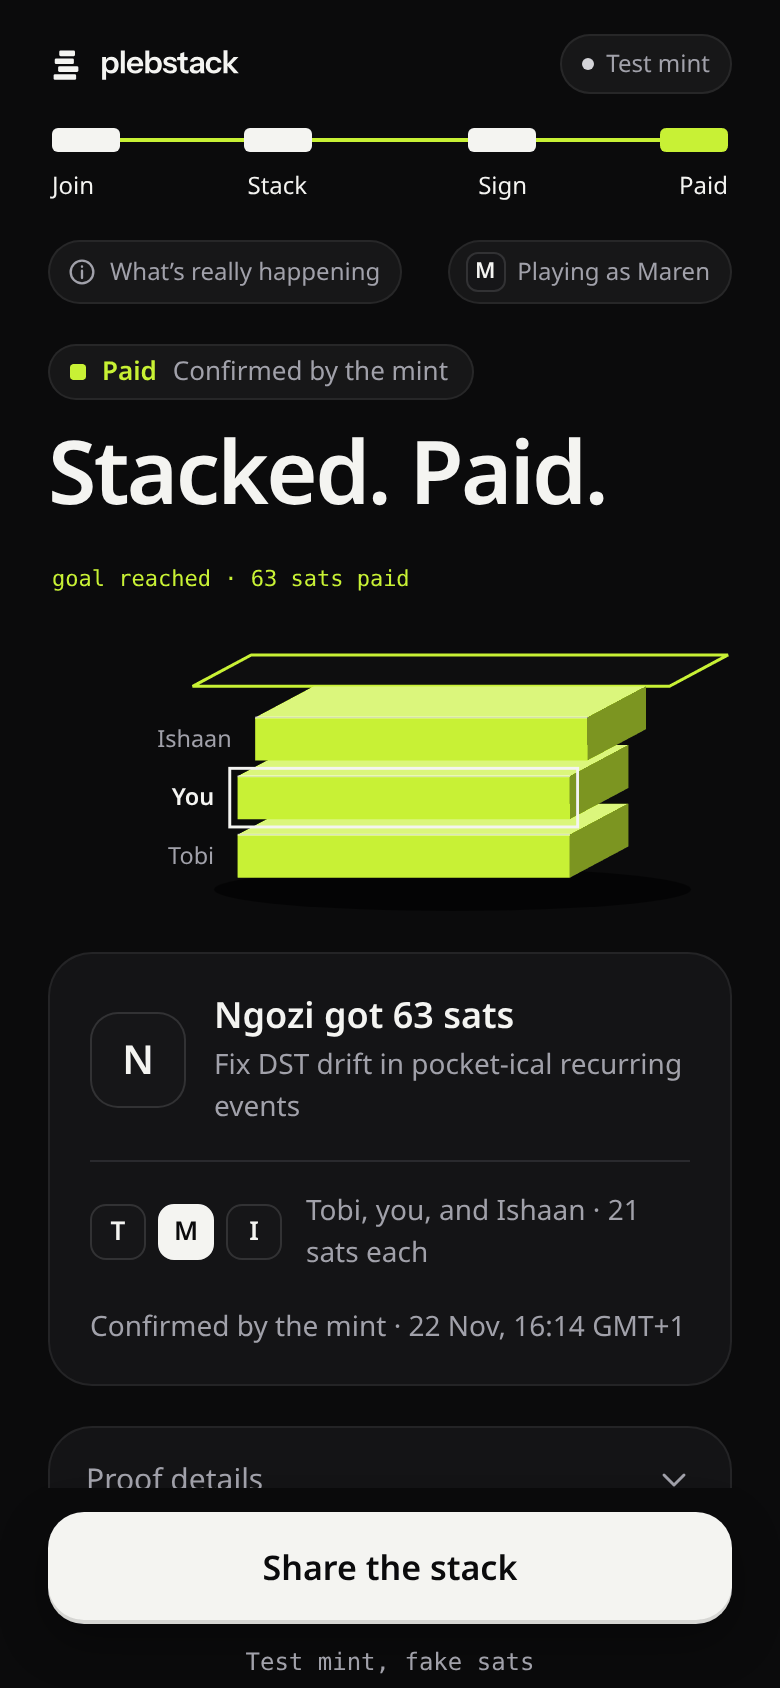 plebstack
Test mint
Join Stack Sign Paid
What’s really happening
M Playing as Maren
Paid Confirmed by the mint
Stacked. Paid.
goal reached · 63 sats paid
Ishaan
You
Tobi
N
Ngozi got 63 sats
Fix DST drift in pocket-ical recurring
events
T M I
Tobi, you, and Ishaan · 21
sats each
Confirmed by the mint · 22 Nov, 16:14 GMT+1
Proof details
Share the stack
Test mint, fake sats